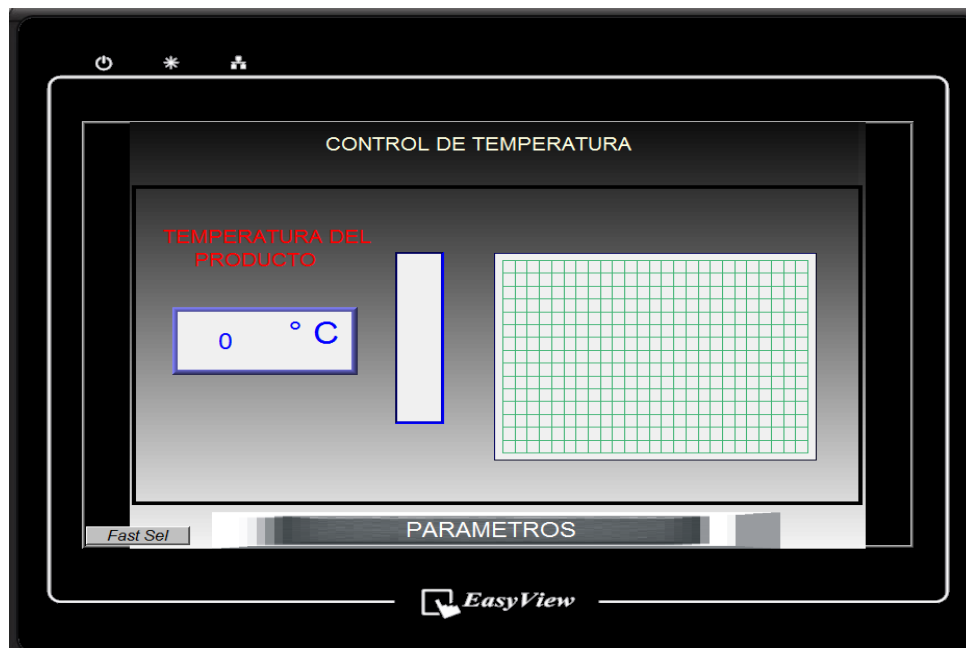 CONTROL DE TEMPERATURA
TEMPERATURA DEL
PRODUCTO
0 ° C
PARAMETROS
Fast Sel
EasyView